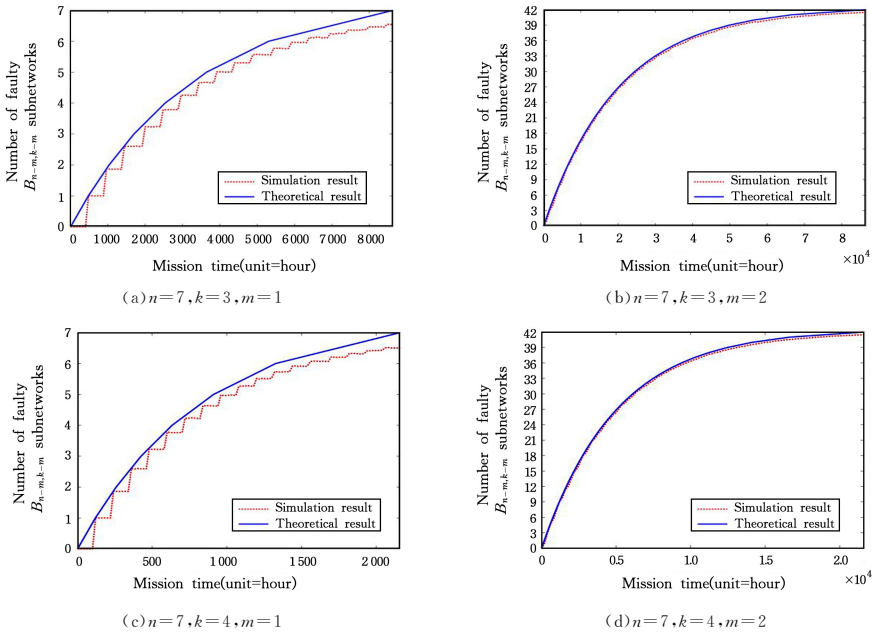 Number of faulty
B_{n−m,k−m} subnetworks
7
6
5
4
3
2
1
0
0 1000 2000 3000 4000 5000 6000 7000 8000
Simulation result
Theoretical result
Mission time(unit=hour)
(a)n=7,k=3,m=1
Number of faulty
B_{n−m,k−m} subnetworks
42
39
36
33
30
27
24
21
18
15
12
9
6
3
0
0 1 2 3 4 5 6 7 8
×10^4
Simulation result
Theoretical result
Mission time(unit=hour)
(b)n=7,k=3,m=2
Number of faulty
B_{n−m,k−m} subnetworks
7
6
5
4
3
2
1
0
0 500 1000 1500 2000
Simulation result
Theoretical result
Mission time(unit=hour)
(c)n=7,k=4,m=1
Number of faulty
B_{n−m,k−m} subnetworks
42
39
36
33
30
27
24
21
18
15
12
9
6
3
0
0 0.5 1.0 1.5 2.0
×10^4
Simulation result
Theoretical result
Mission time(unit=hour)
(d)n=7,k=4,m=2